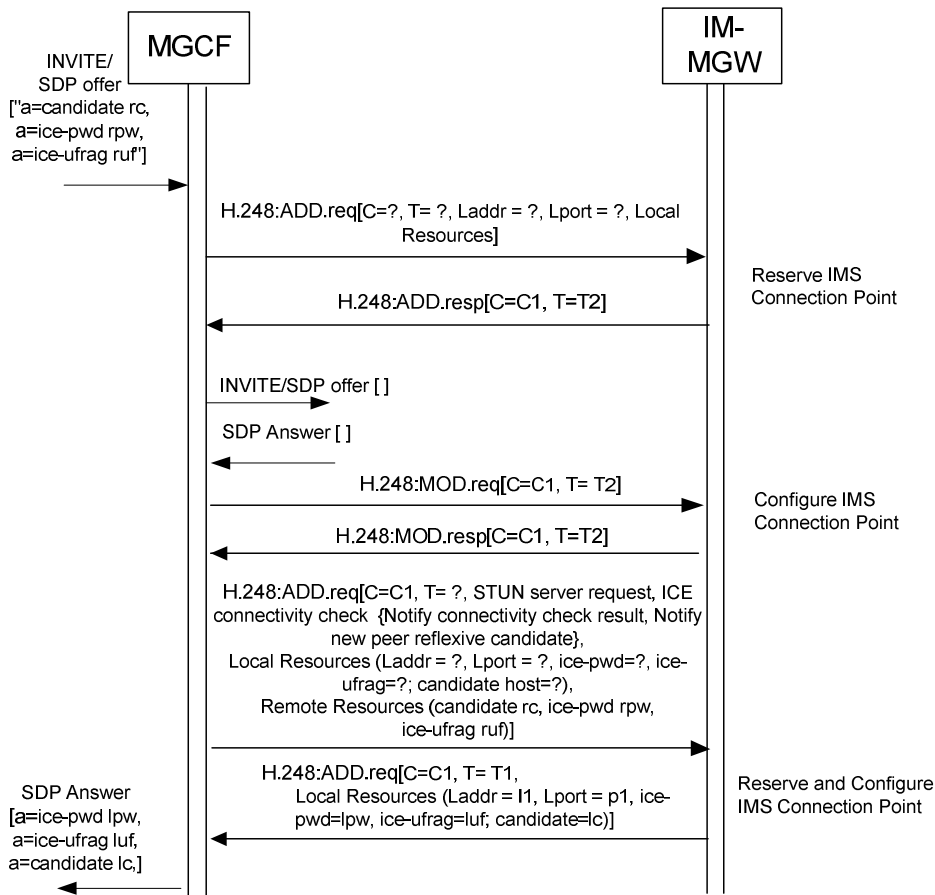 MGCF
IM-
MGW
INVITE/
SDP offer
["a=candidate rc,
a=ice-pwd rpw,
a=ice-ufrag ruf"]
H.248:ADD.req[C=?, T= ?, Laddr = ?, Lport = ?, Local
Resources]
Reserve IMS
Connection Point
H.248:ADD.resp[C=C1, T=T2]
INVITE/SDP offer [ ]
SDP Answer [ ]
H.248:MOD.req[C=C1, T= T2]
Configure IMS
Connection Point
H.248:MOD.resp[C=C1, T=T2]
H.248:ADD.req[C=C1, T= ?, STUN server request, ICE
connectivity check {Notify connectivity check result, Notify
new peer reflexive candidate},
Local Resources (Laddr = ?, Lport = ?, ice-pwd=?, ice-
ufrag=?; candidate host=?),
Remote Resources (candidate rc, ice-pwd rpw,
ice-ufrag ruf)]
H.248:ADD.req[C=C1, T= T1,
Local Resources (Laddr = l1, Lport = p1, ice-
pwd=lpw, ice-ufrag=luf; candidate=lc)]
Reserve and Configure
IMS Connection Point
SDP Answer
[a=ice-pwd lpw,
a=ice-ufrag luf,
a=candidate lc,]